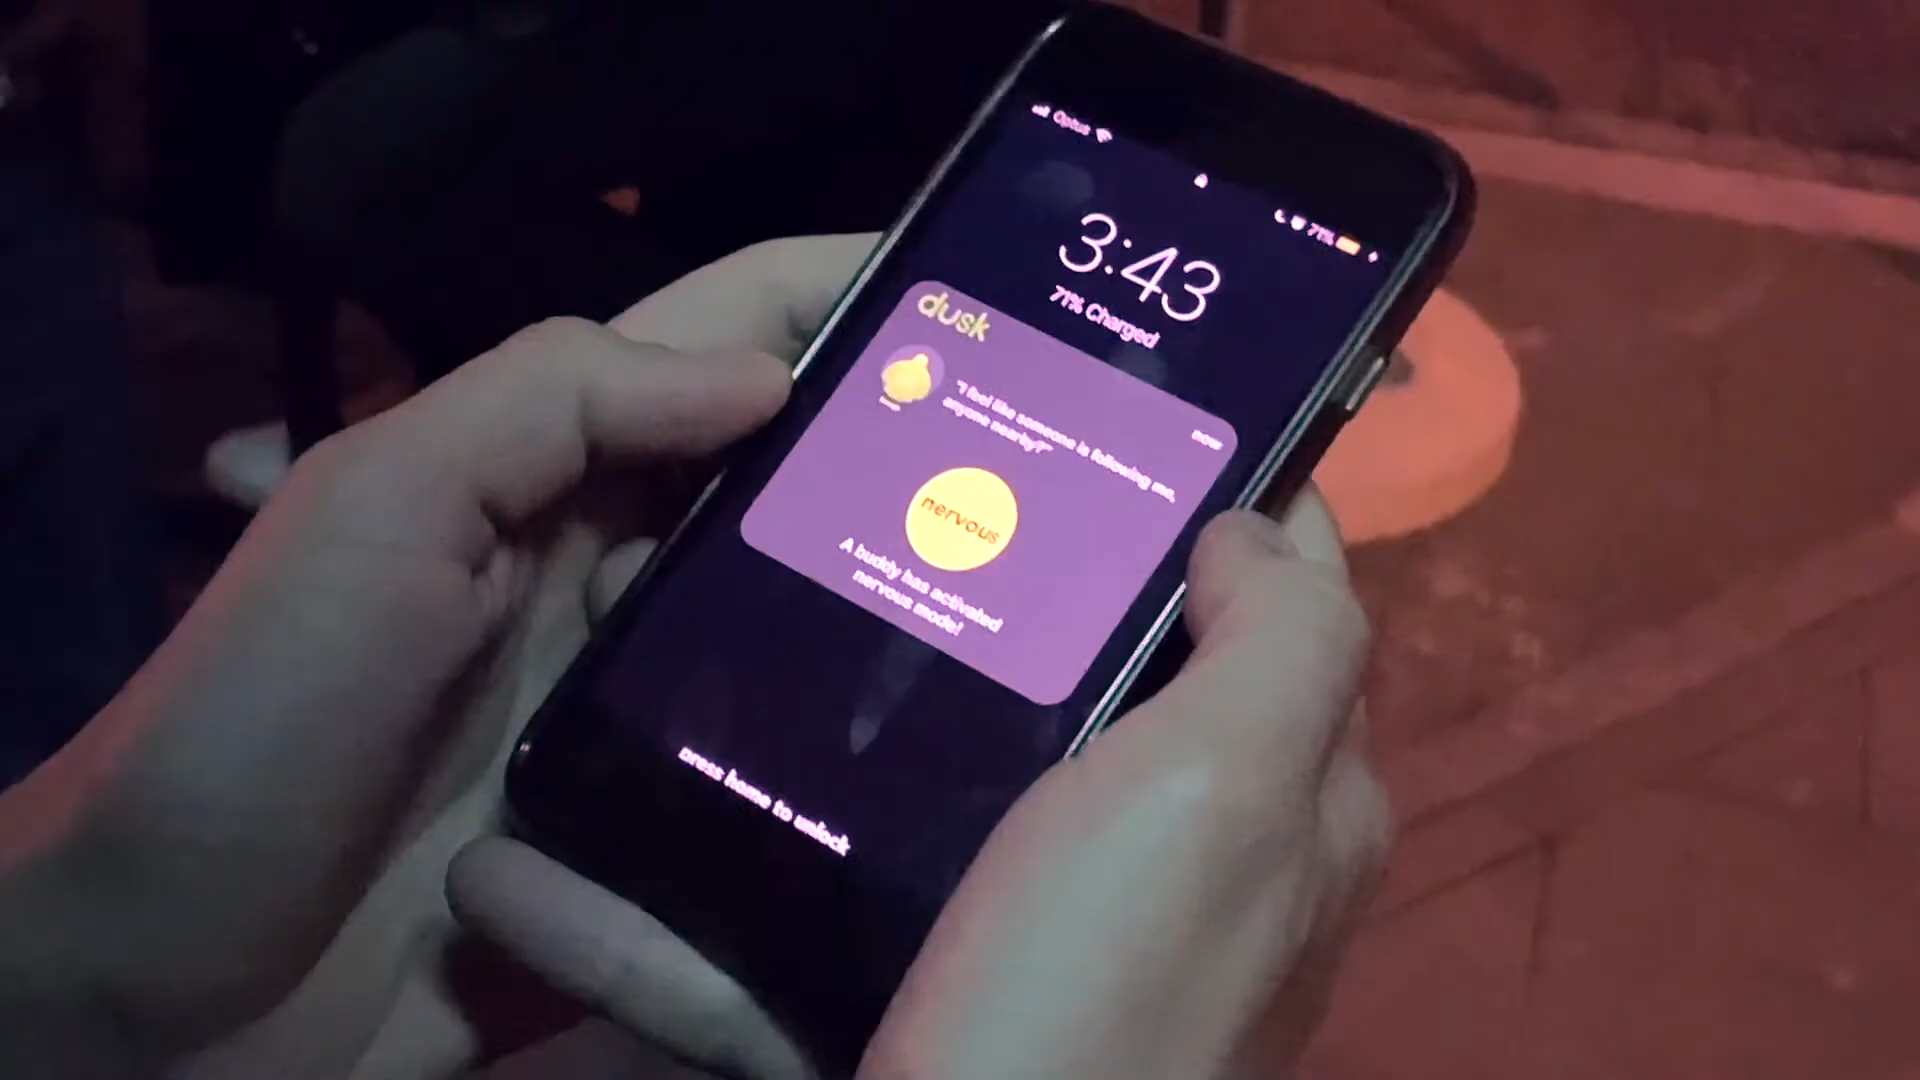 Optus
71%
3:43
71% Charged
dusk
now
"I feel like someone is following me,
anyone nearby?"
nervous
A buddy has activated
nervous mode!
press home to unlock